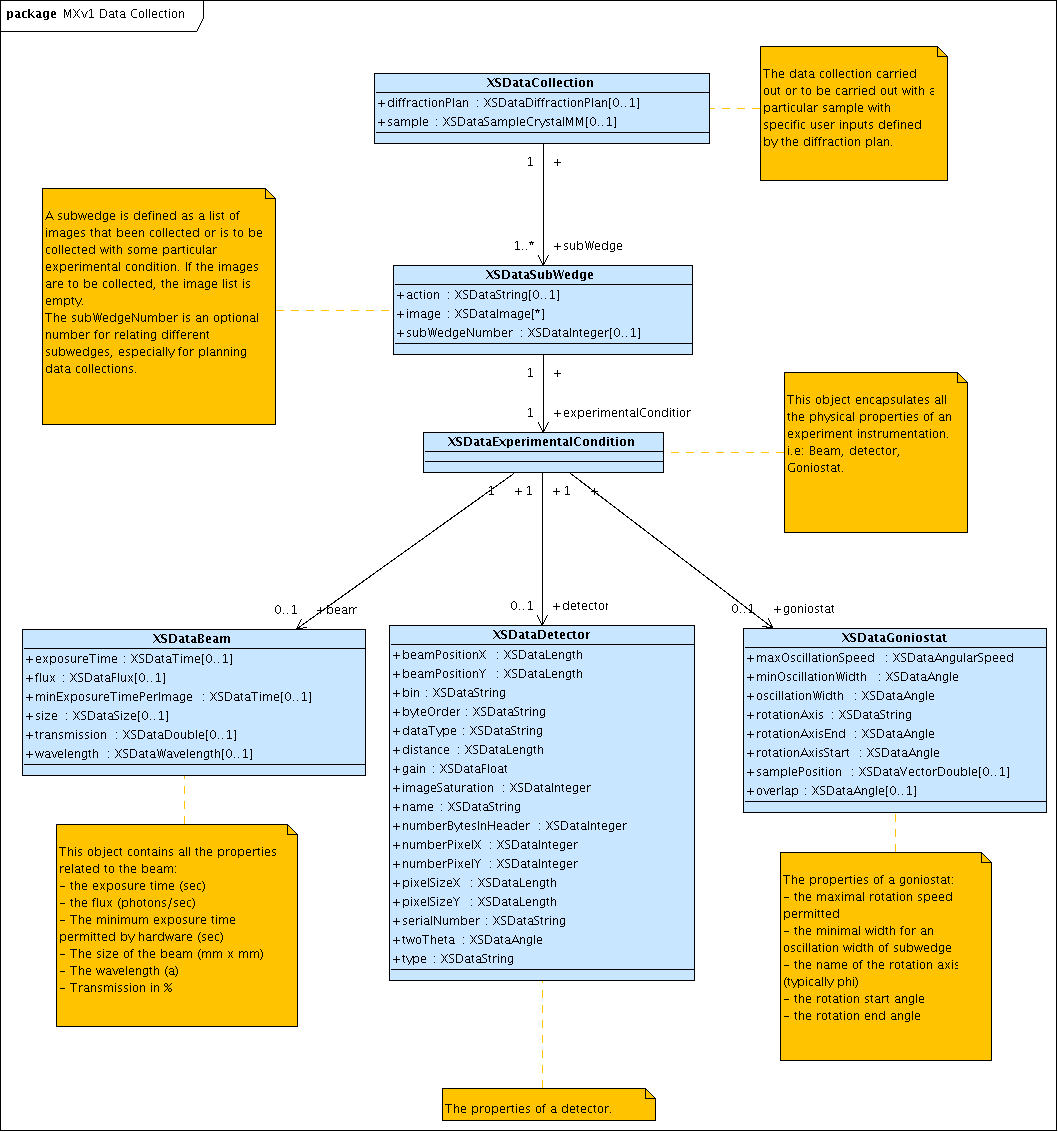 package MXv1 Data Collection
XSDataCollection
+diffractionPlan : XSDataDiffractionPlan[0..1]
+sample : XSDataSampleCrystalMM[0..1]
The data collection carried
out or to be carried out with a
particular sample with
specific user inputs defined
by the diffraction plan.
1 +
1..* +subWedge
A subwedge is defined as a list of
images that been collected or is to be
collected with some particular
experimental condition. If the images
are to be collected, the image list is
empty.
The subWedgeNumber is an optional
number for relating different
subwedges, especially for planning
data collections.
XSDataSubWedge
+action : XSDataString[0..1]
+image : XSDataImage[*]
+subWedgeNumber : XSDataInteger[0..1]
1 +
1 +experimentalCondition
XSDataExperimentalCondition
This object encapsulates all
the physical properties of an
experiment instrumentation.
i.e: Beam, detector,
Goniostat.
1 + 1 + 1 +
0..1 +beam
0..1 +detector
0..1 +goniostat
XSDataBeam
+exposureTime : XSDataTime[0..1]
+flux : XSDataFlux[0..1]
+minExposureTimePerImage : XSDataTime[0..1]
+size : XSDataSize[0..1]
+transmission : XSDataDouble[0..1]
+wavelength : XSDataWavelength[0..1]
XSDataDetector
+beamPositionX : XSDataLength
+beamPositionY : XSDataLength
+bin : XSDataString
+byteOrder : XSDataString
+dataType : XSDataString
+distance : XSDataLength
+gain : XSDataFloat
+imageSaturation : XSDataInteger
+name : XSDataString
+numberBytesInHeader : XSDataInteger
+numberPixelX : XSDataInteger
+numberPixelY : XSDataInteger
+pixelSizeX : XSDataLength
+pixelSizeY : XSDataLength
+serialNumber : XSDataString
+twoTheta : XSDataAngle
+type : XSDataString
XSDataGoniostat
+maxOscillationSpeed : XSDataAngularSpeed
+minOscillationWidth : XSDataAngle
+oscillationWidth : XSDataAngle
+rotationAxis : XSDataString
+rotationAxisEnd : XSDataAngle
+rotationAxisStart : XSDataAngle
+samplePosition : XSDataVectorDouble[0..1]
+overlap : XSDataAngle[0..1]
This object contains all the properties
related to the beam:
- the exposure time (sec)
- the flux (photons/sec)
- The minimum exposure time
permitted by hardware (sec)
- The size of the beam (mm x mm)
- The wavelength (a)
- Transmission in %
The properties of a goniostat:
- the maximal rotation speed
permitted
- the minimal width for an
oscillation width of subwedge
- the name of the rotation axis
(typically phi)
- the rotation start angle
- the rotation end angle
The properties of a detector.